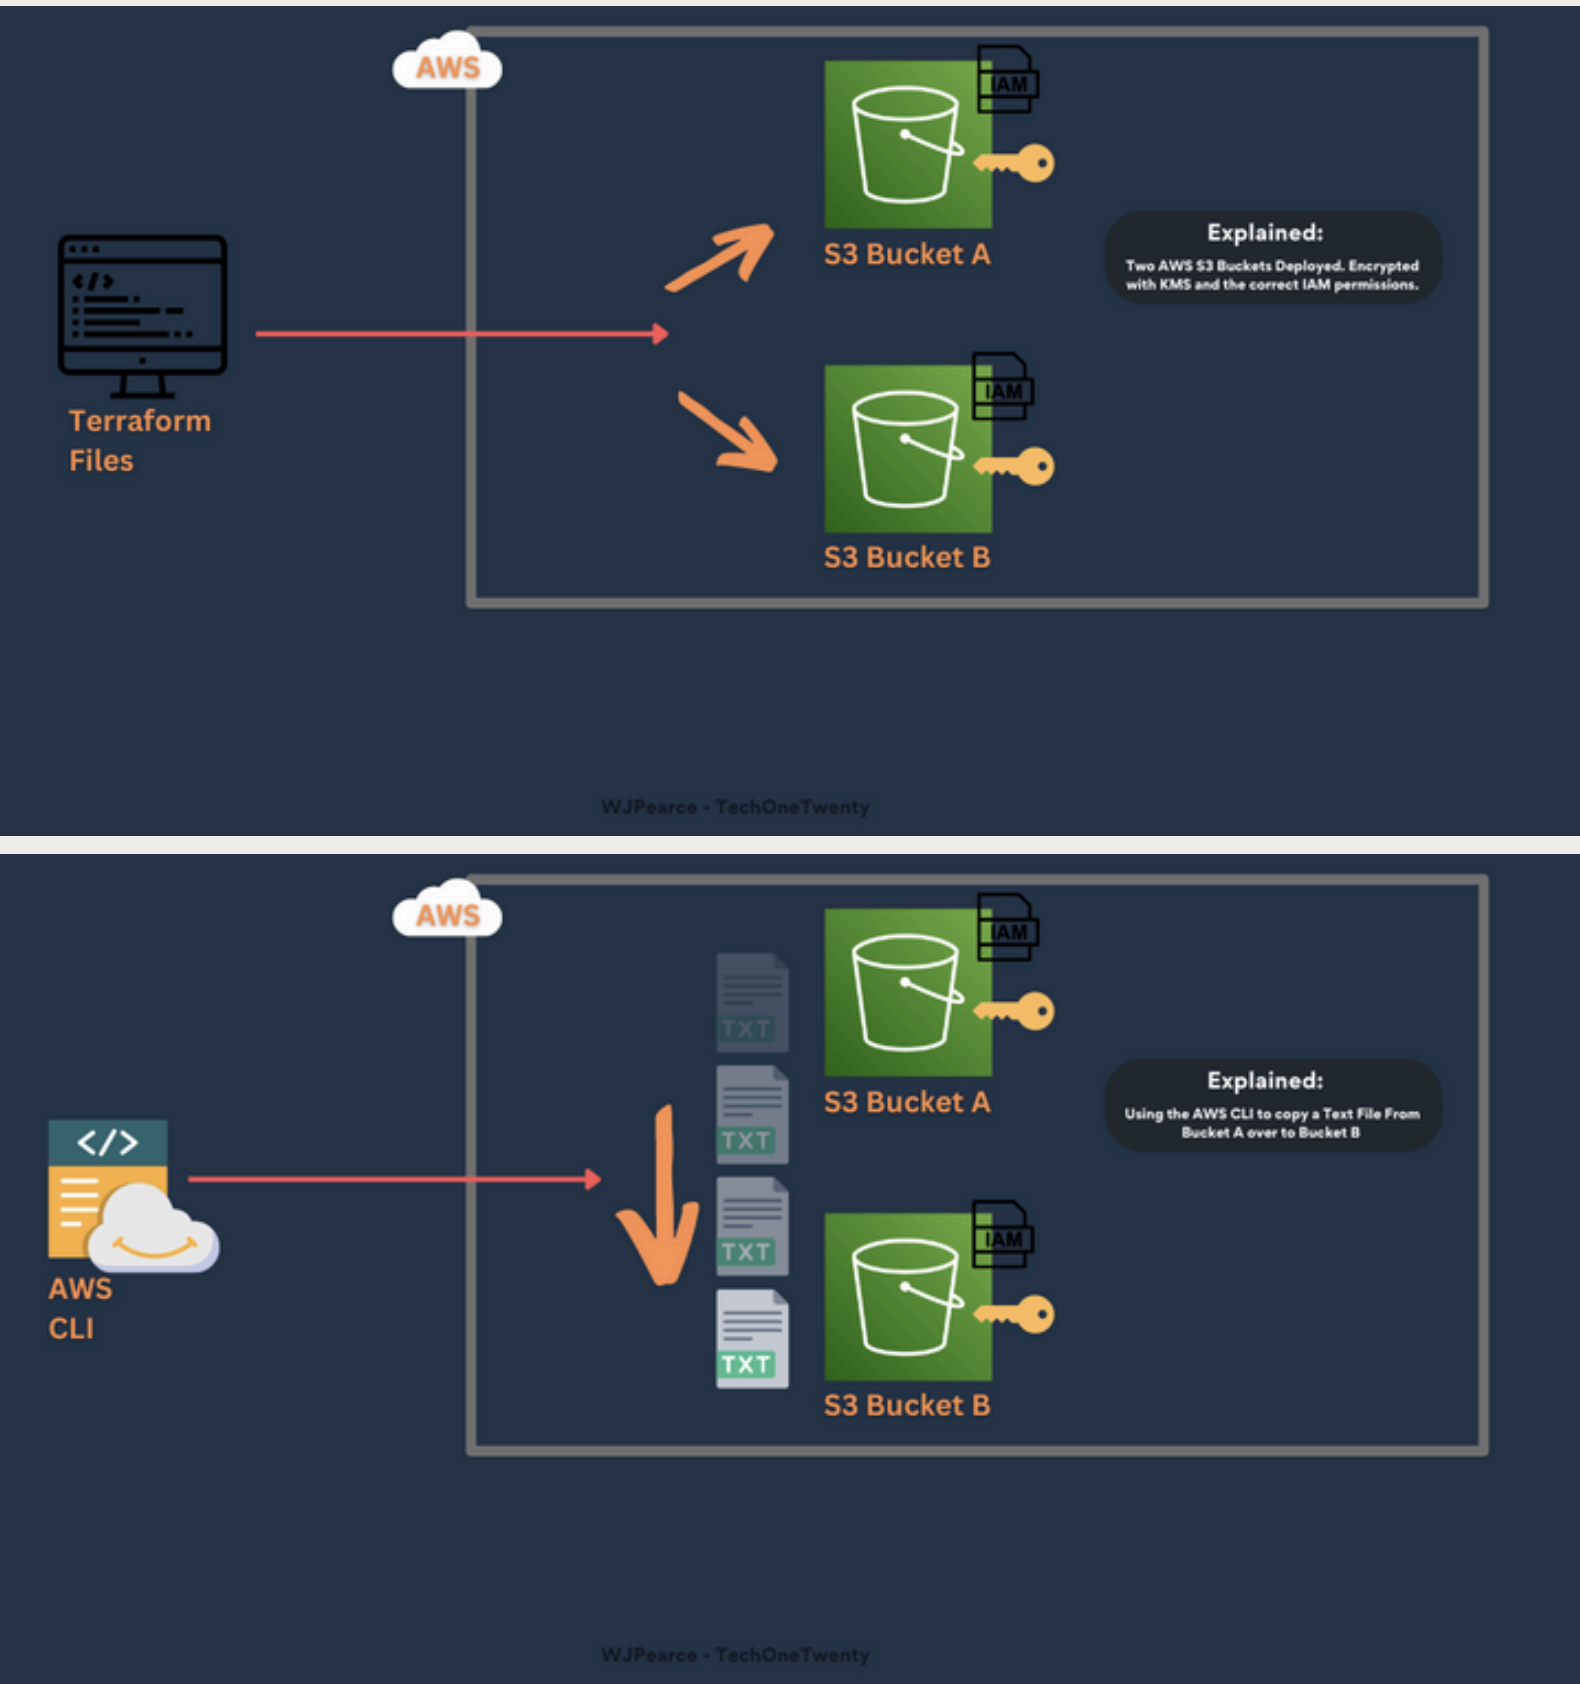 AWS
IAM
S3 Bucket A
Explained:
Two AWS S3 Buckets Deployed. Encrypted
with KMS and the correct IAM permissions.
</>
Terraform
Files
IAM
S3 Bucket B
WJPearce - TechOneTwenty
AWS
IAM
TXT
S3 Bucket A
Explained:
Using the AWS CLI to copy a Text File From
Bucket A over to Bucket B
TXT
</>
AWS
CLI
TXT
IAM
TXT
S3 Bucket B
WJPearce - TechOneTwenty